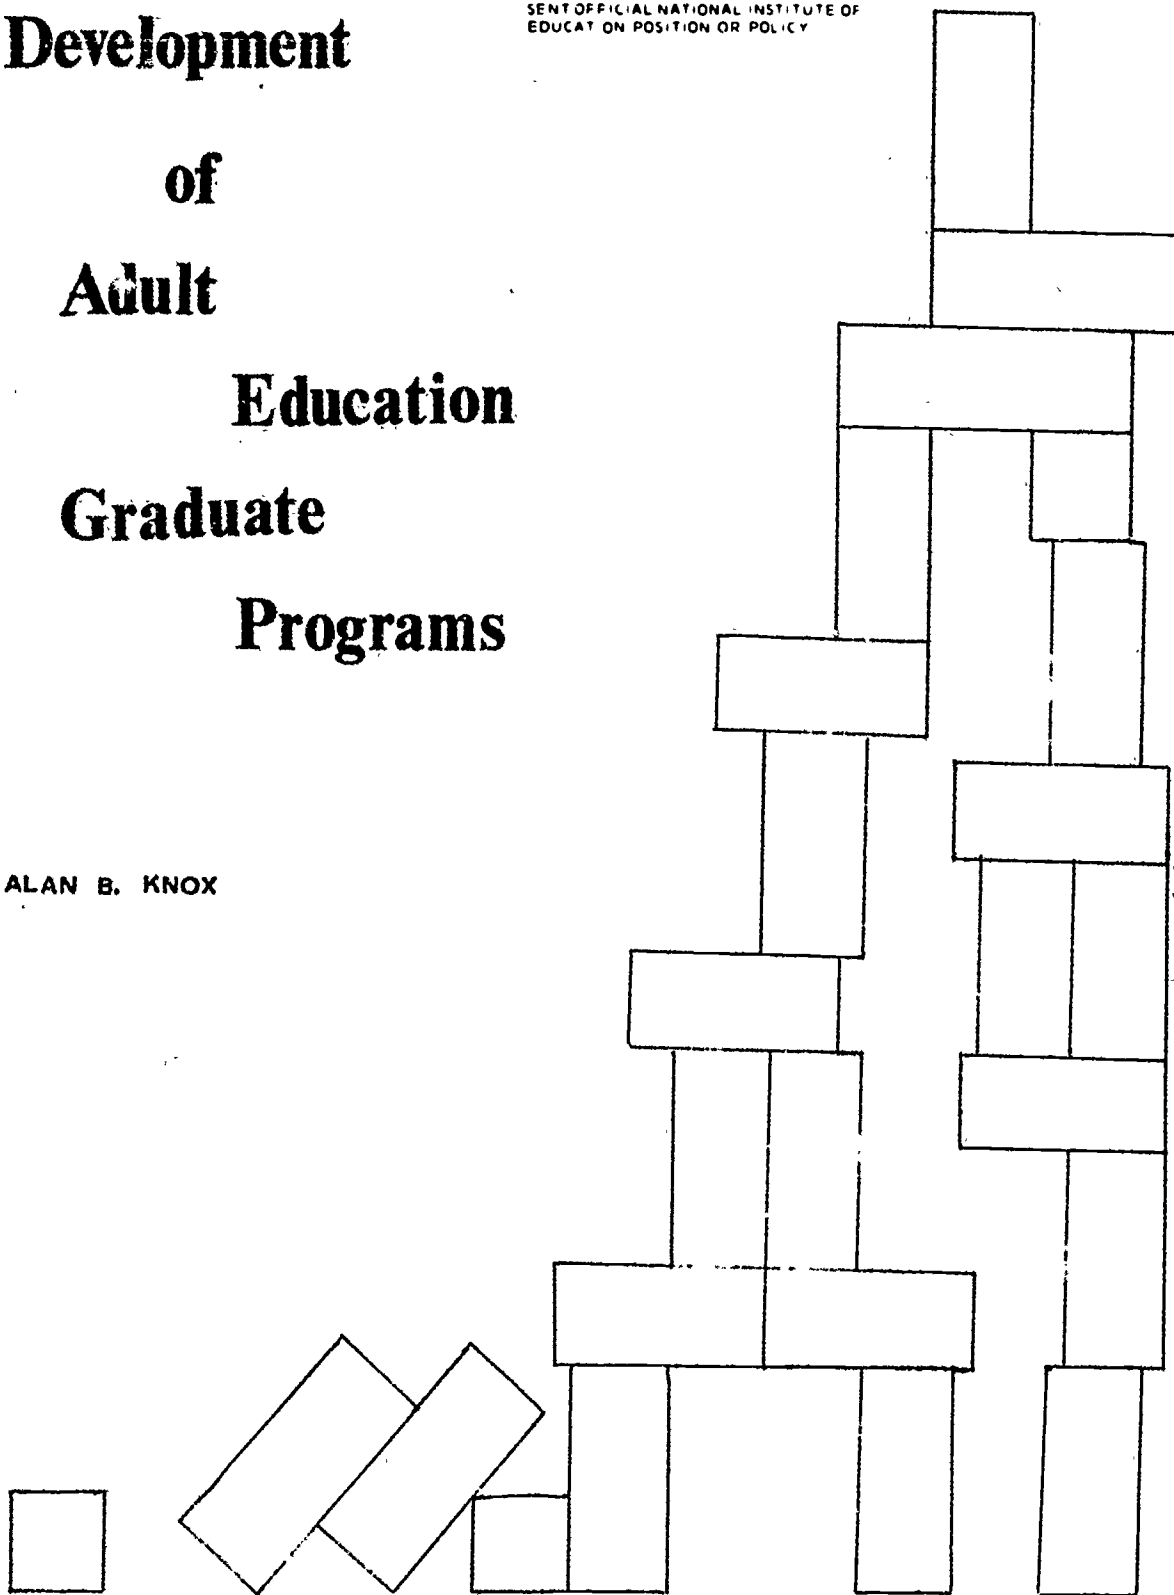 SENT OFFICIAL NATIONAL INSTITUTE OF
EDUCAT ON POSITION OR POLICY
Development
of
Adult
Education
Graduate
Programs
ALAN B. KNOX